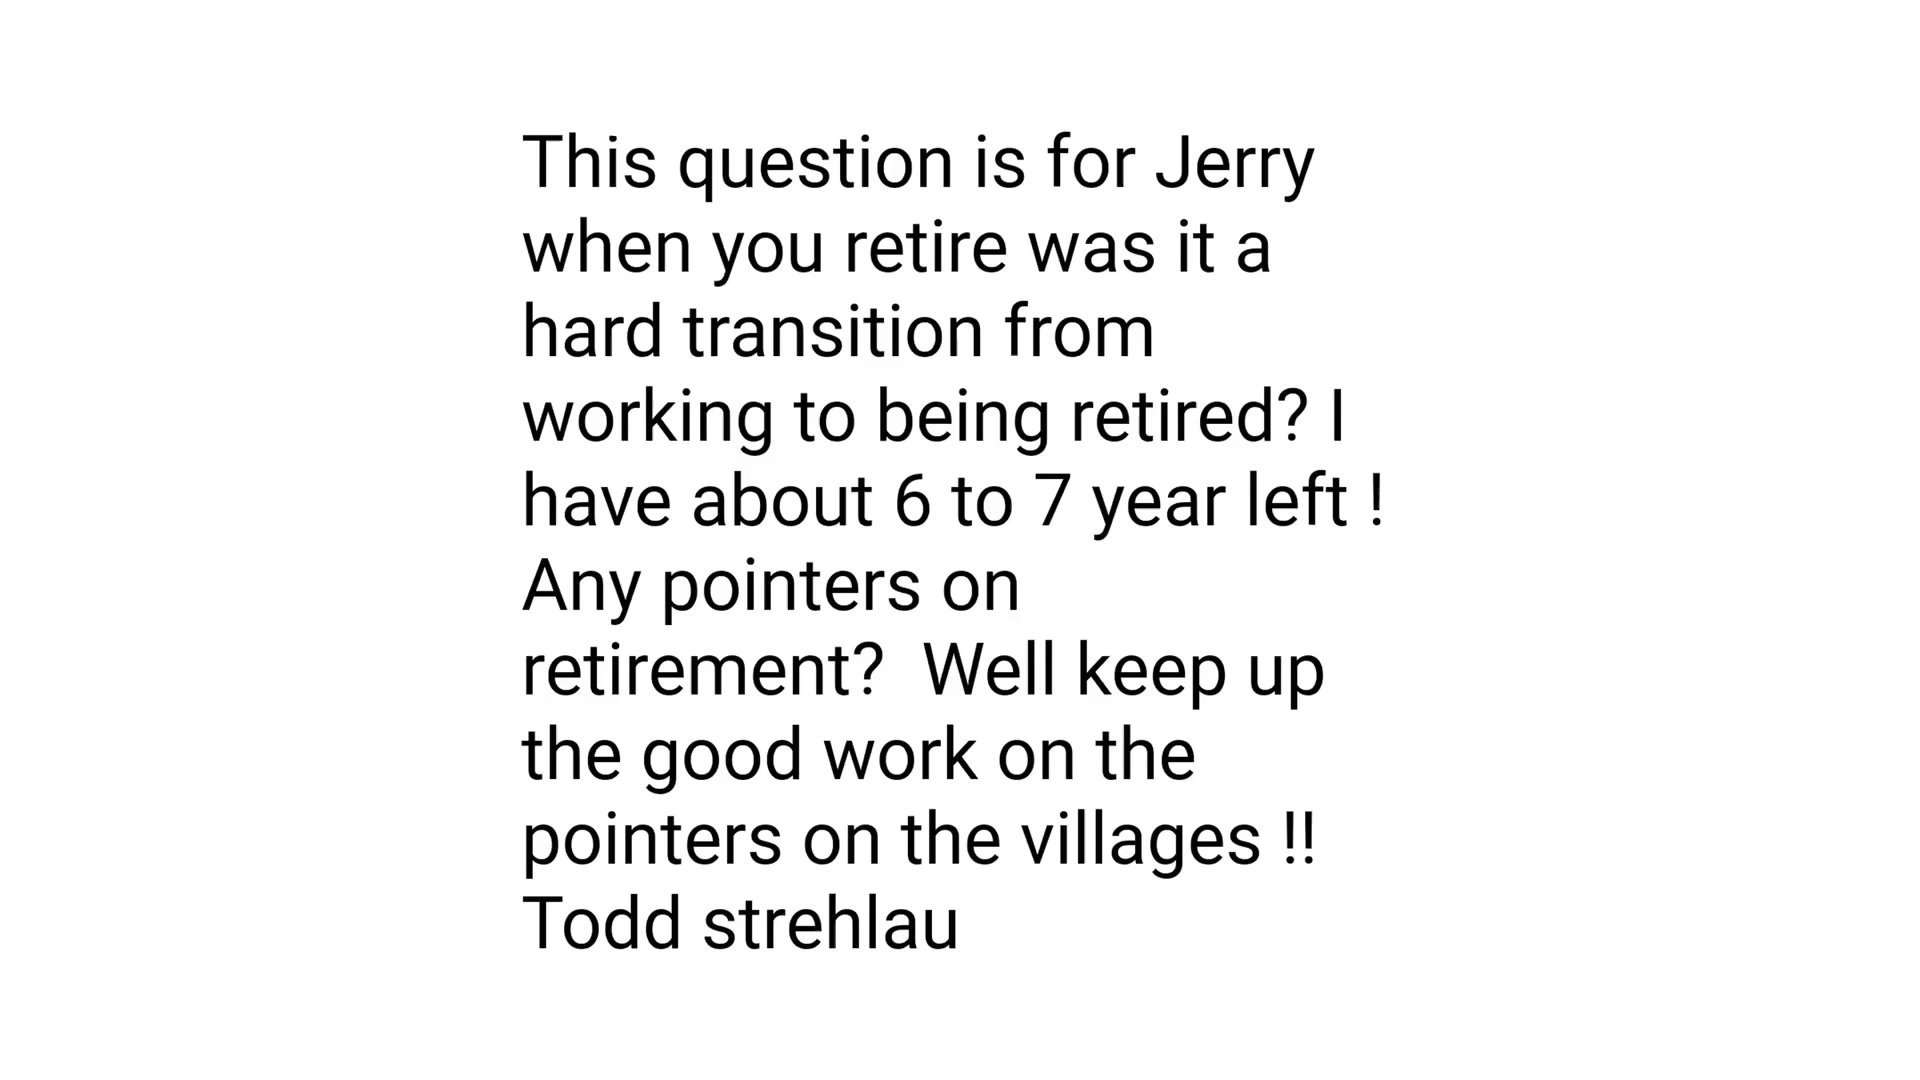 This question is for Jerry
when you retire was it a
hard transition from
working to being retired? I
have about 6 to 7 year left !
Any pointers on
retirement?  Well keep up
the good work on the
pointers on the villages !!
Todd strehlau